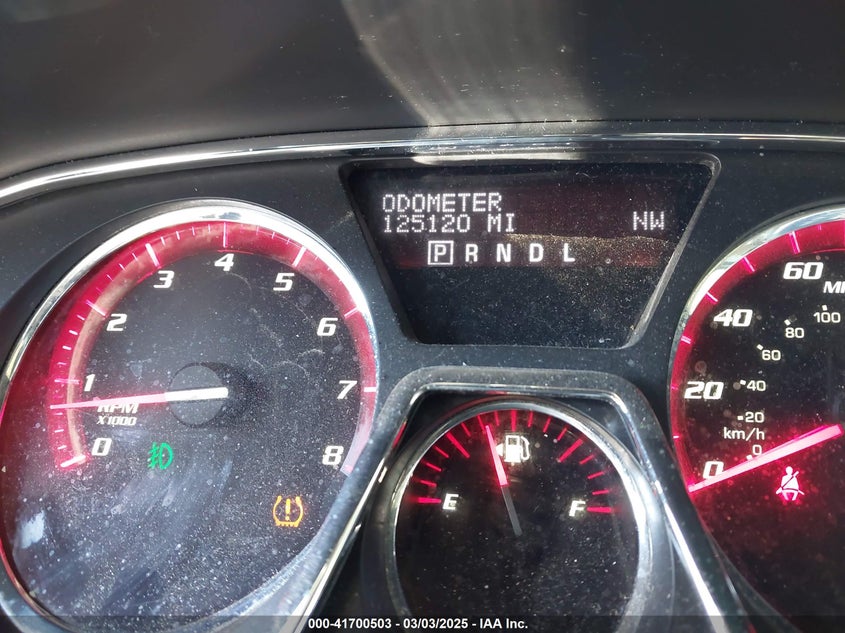 ODOMETER
125120 MI NW
P R N D L
0 1 2 3 4 5 6 7 8
RPM
X1000
E F
0 20 40 60
0 20 40 60 80 100
km/h
000-41700503 - 03/03/2025 - IAA Inc.